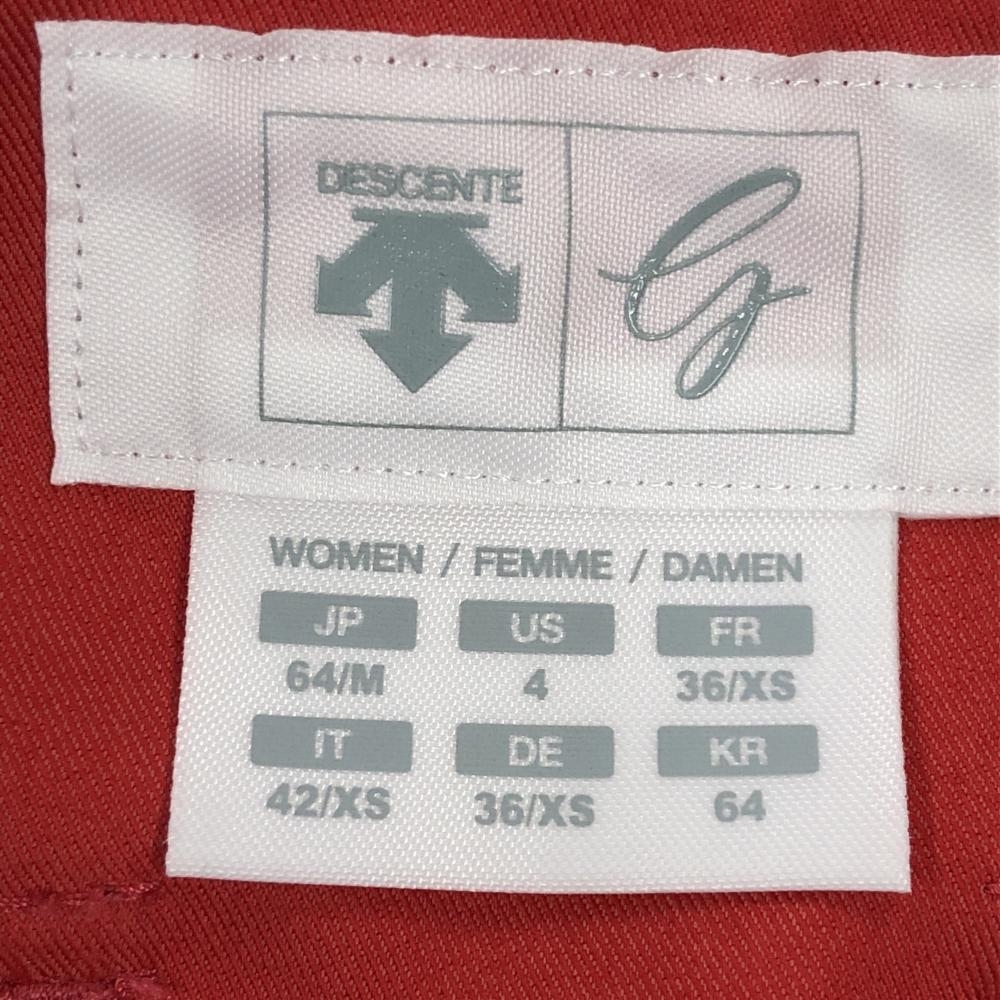 DESCENTE
G
WOMEN / FEMME / DAMEN
JP US FR
64/M 4 36/XS
IT DE KR
42/XS 36/XS 64